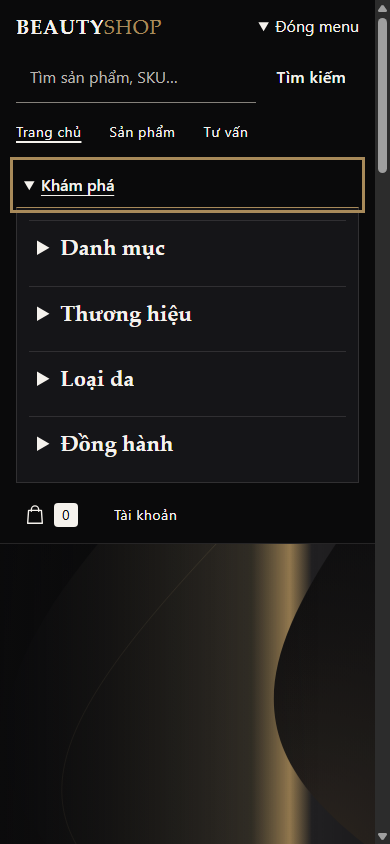 BEAUTYSHOP
▼ Đóng menu
Tìm sản phẩm, SKU...
Tìm kiếm
Trang chủ
Sản phẩm
Tư vấn
▼ Khám phá
▶ Danh mục
▶ Thương hiệu
▶ Loại da
▶ Đồng hành
0
Tài khoản